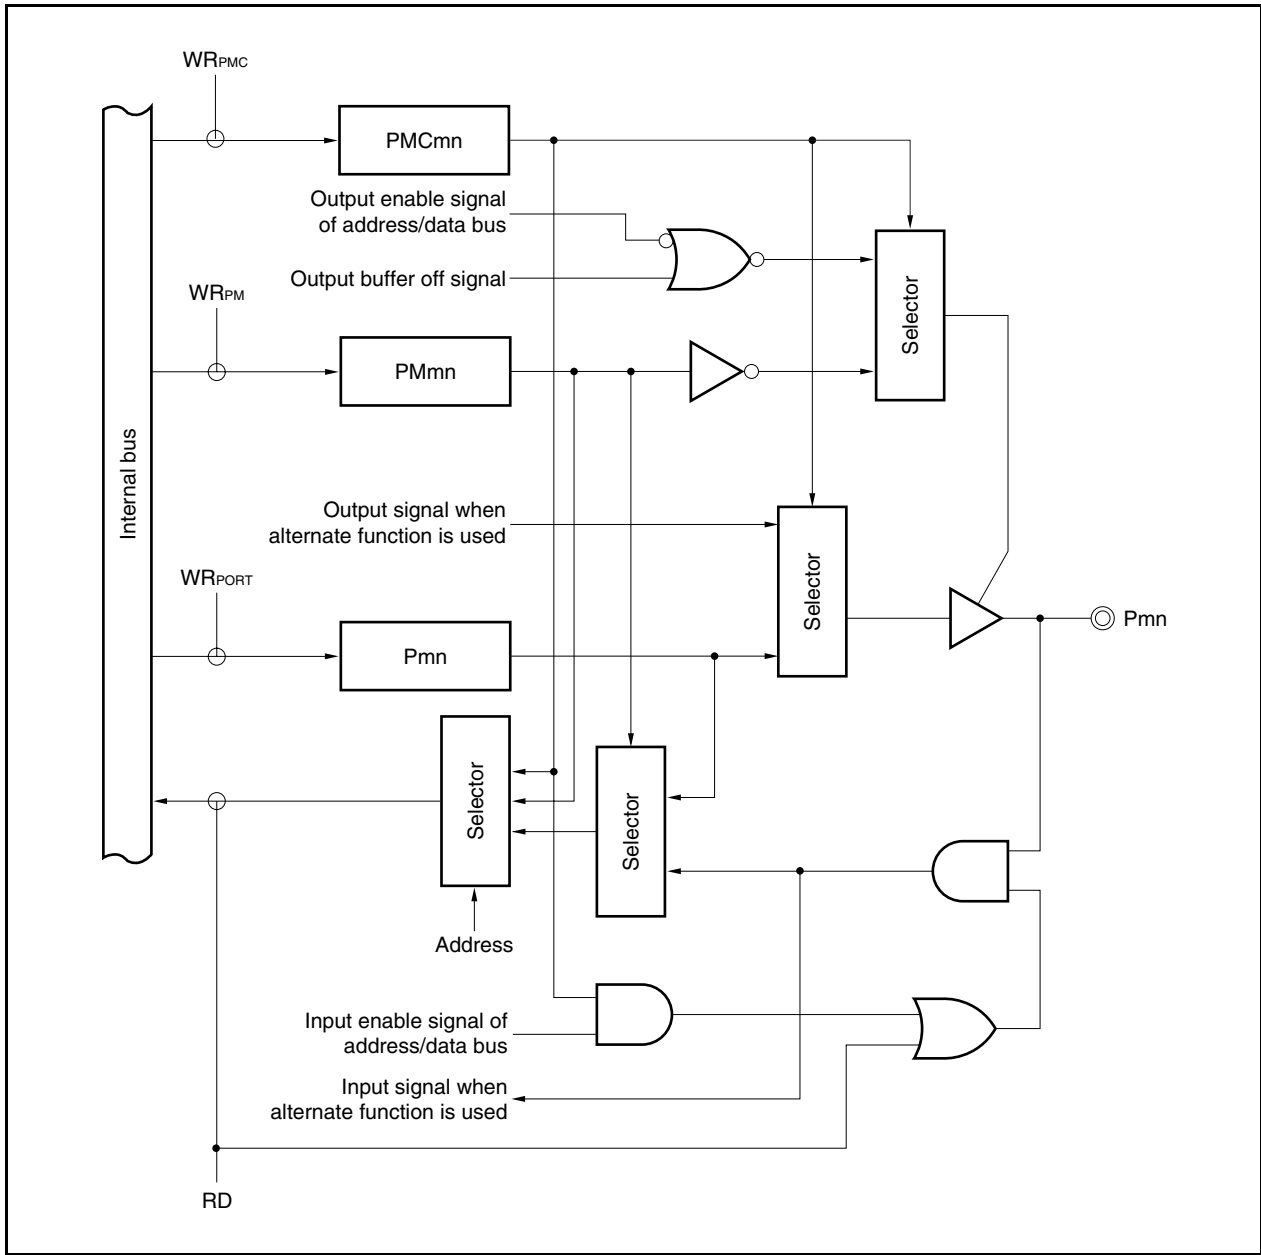 WRPMC
PMCmn
Output enable signal
of address/data bus
Output buffer off signal
Selector
WRPM
PMmn
Internal bus
Output signal when
alternate function is used
Selector
WRPORT
Pmn
Pmn
Selector
Selector
Address
Input enable signal of
address/data bus
Input signal when
alternate function is used
RD